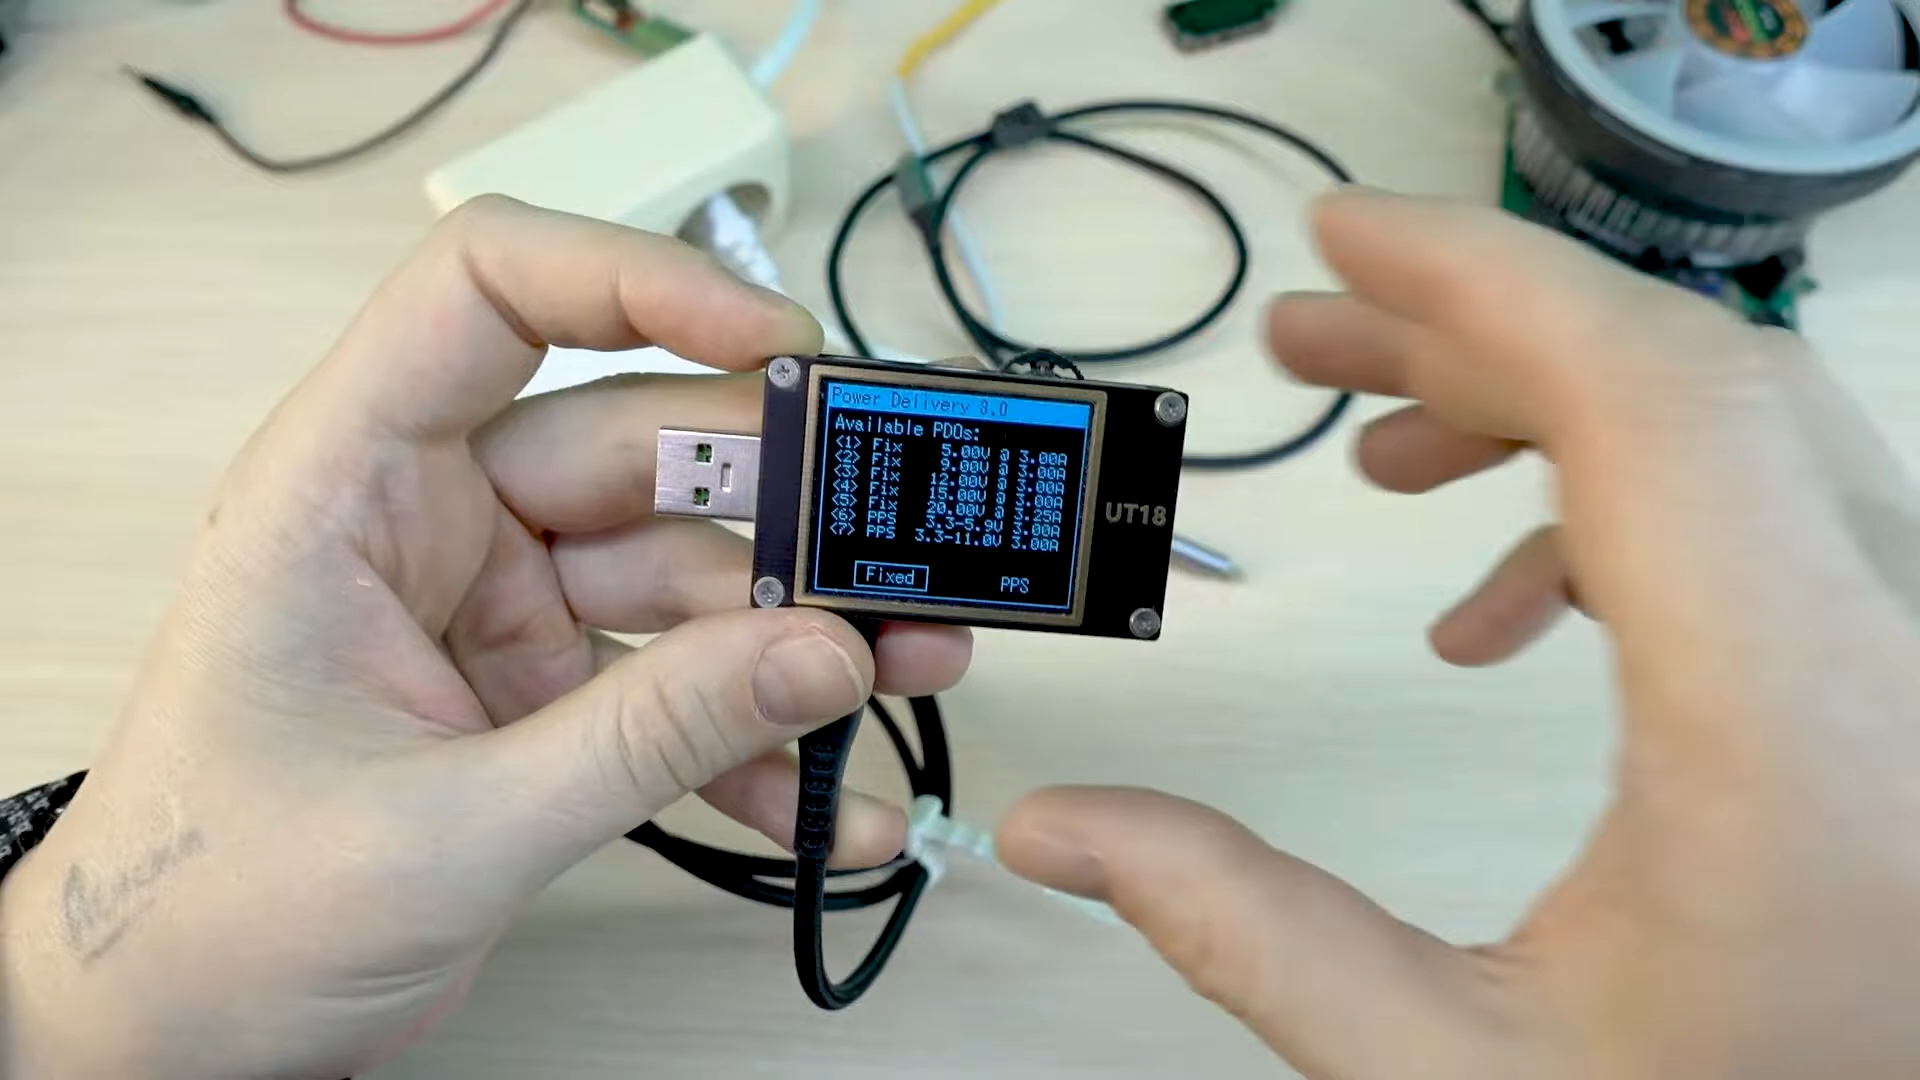 Power Delivery 3.0
Available PDOs:
<1> Fix 5.00V @ 3.00A
<2> Fix 9.00V @ 3.00A
<3> Fix 12.00V @ 3.00A
<4> Fix 15.00V @ 3.00A
<5> Fix 20.00V @ 3.25A
<6> PPS 3.3-5.9V 3.00A
<7> PPS 3.3-11.0V 3.00A
Fixed PPS
UT18